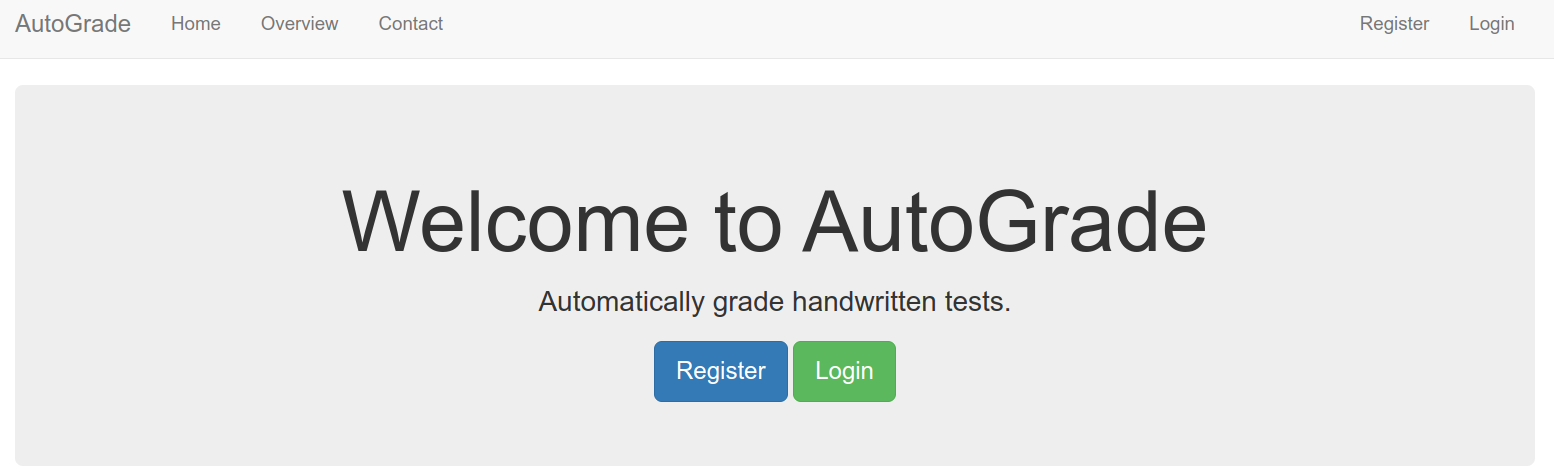 AutoGrade Home Overview Contact Register Login
Welcome to AutoGrade
Automatically grade handwritten tests.
Register Login